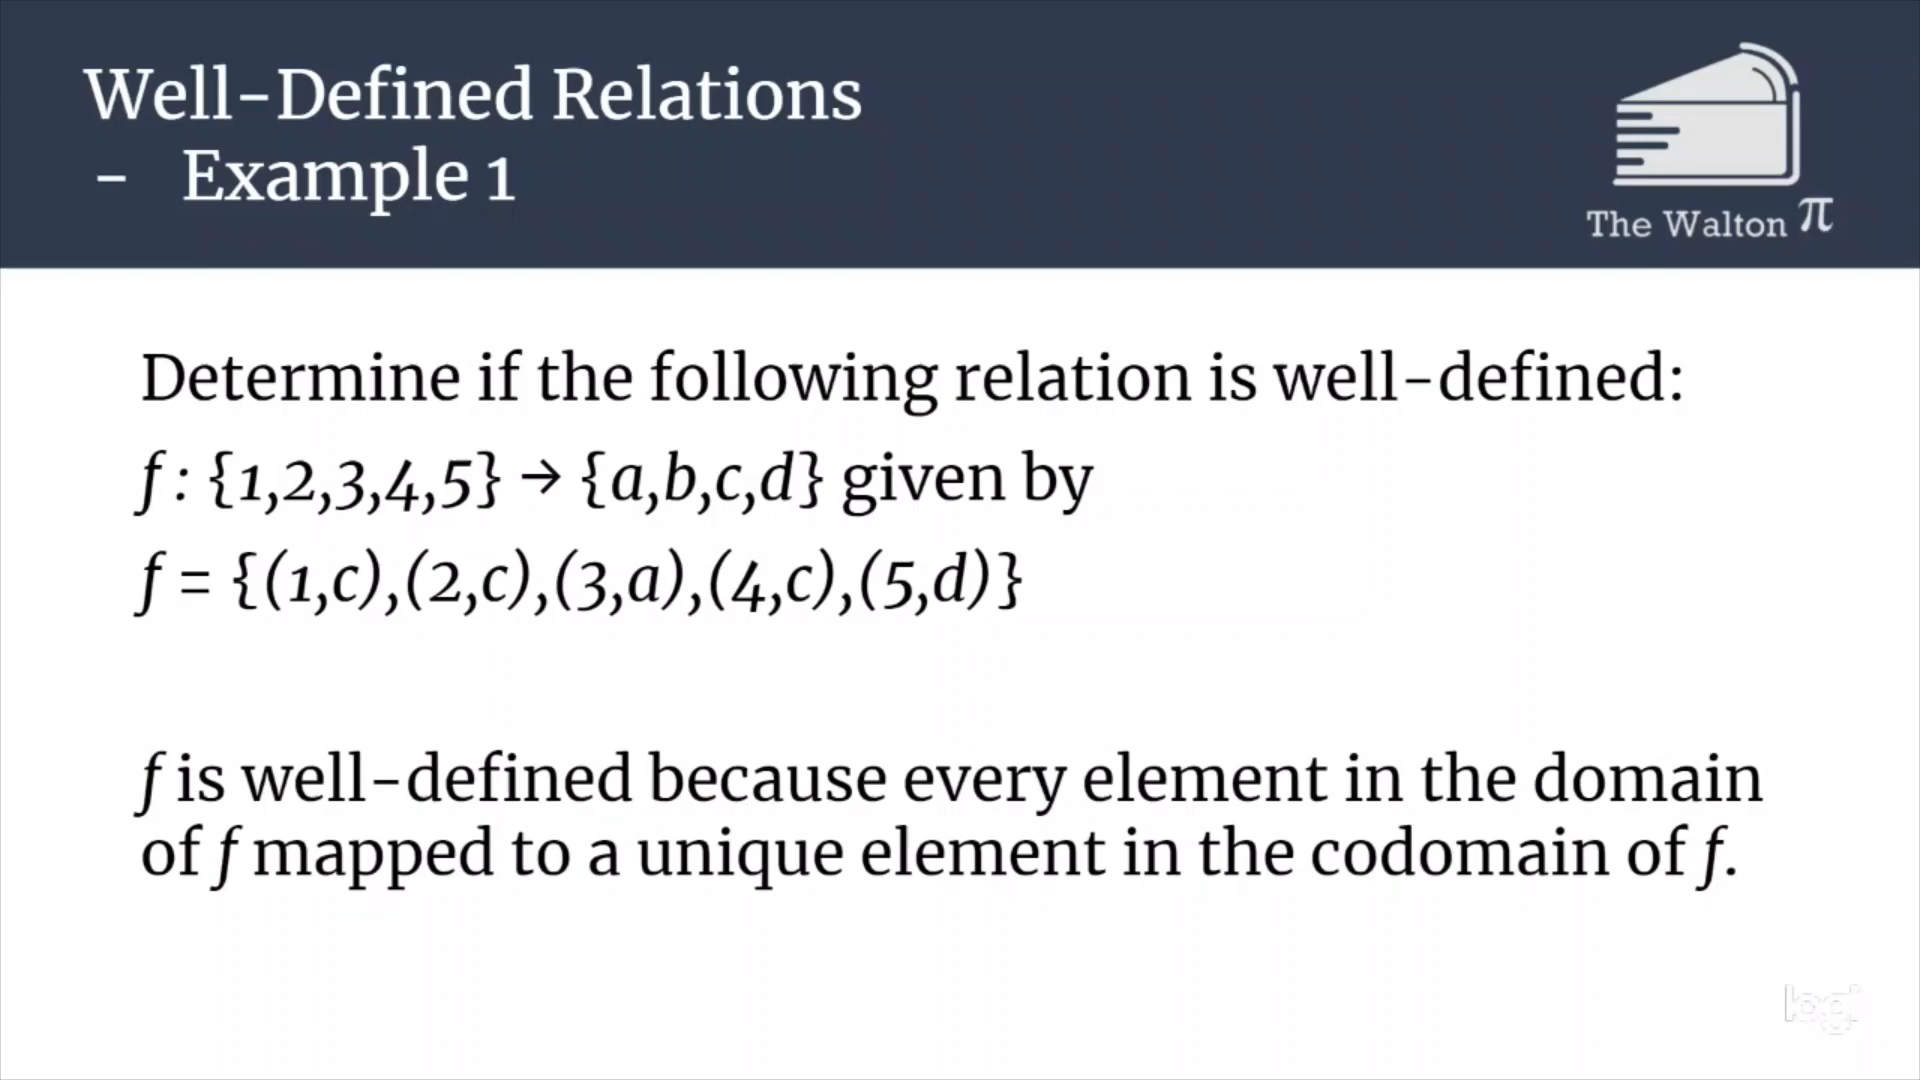 Well-Defined Relations
- Example 1
The Walton π
Determine if the following relation is well-defined:
f : {1,2,3,4,5} → {a,b,c,d} given by
f = {(1,c),(2,c),(3,a),(4,c),(5,d)}
f is well-defined because every element in the domain
of f mapped to a unique element in the codomain of f.
logi